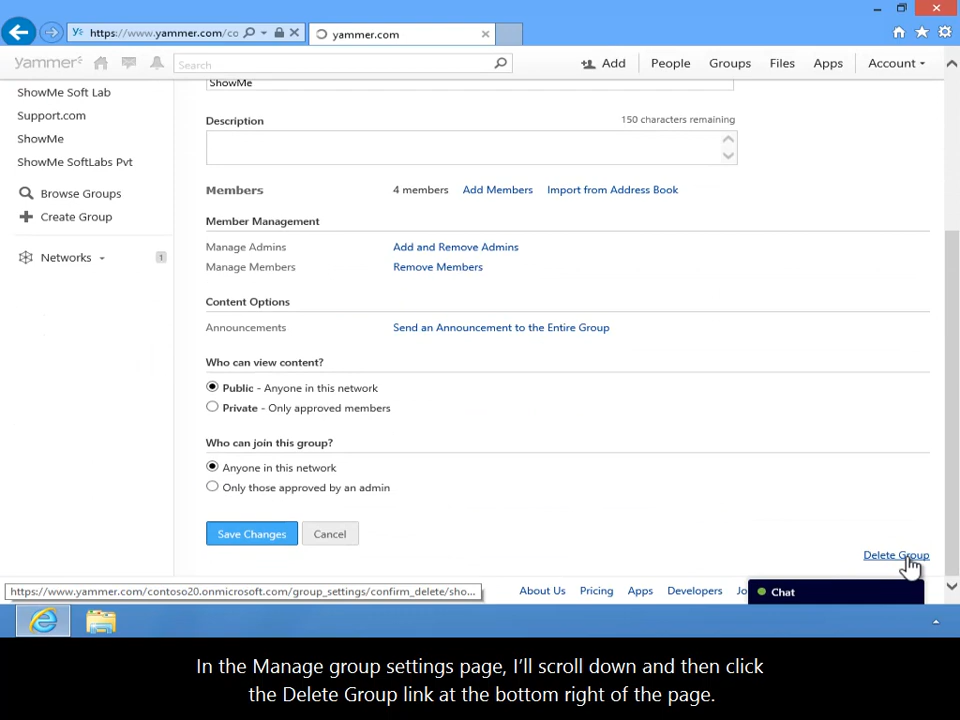 https://www.yammer.com/co
yammer.com
yammer
Search
Add
People
Groups
Files
Apps
Account
ShowMe Soft Lab
Support.com
ShowMe
ShowMe SoftLabs Pvt
Browse Groups
Create Group
Networks
1
ShowMe
Description
150 characters remaining
Members
4 members
Add Members
Import from Address Book
Member Management
Manage Admins
Add and Remove Admins
Manage Members
Remove Members
Content Options
Announcements
Send an Announcement to the Entire Group
Who can view content?
Public - Anyone in this network
Private - Only approved members
Who can join this group?
Anyone in this network
Only those approved by an admin
Save Changes
Cancel
Delete Group
https://www.yammer.com/contoso20.onmicrosoft.com/group_settings/confirm_delete/sho...
About Us
Pricing
Apps
Developers
Jo
Chat
In the Manage group settings page, I'll scroll down and then click
the Delete Group link at the bottom right of the page.